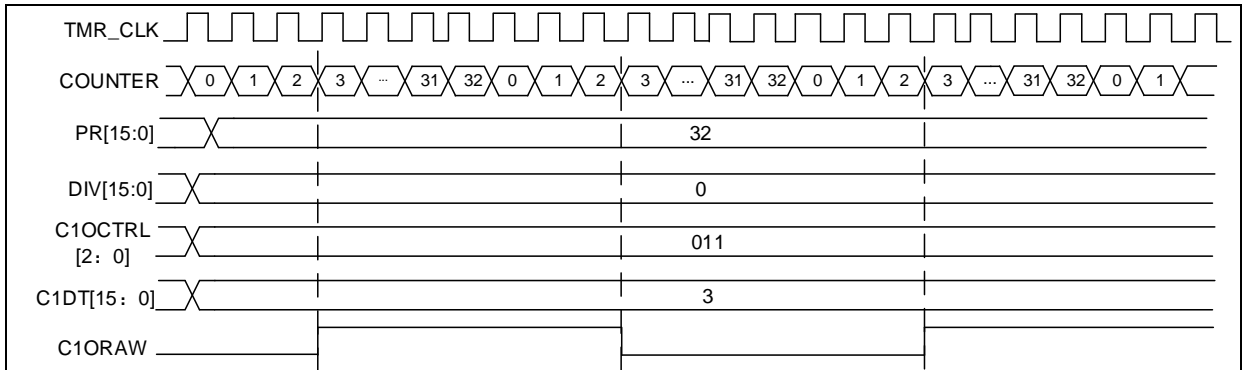 TMR_CLK
COUNTER 0 1 2 3 ... 31 32 0 1 2 3 ... 31 32 0 1 2 3 ... 31 32 0 1
PR[15:0] 32
DIV[15:0] 0
C1OCTRL
[2：0] 011
C1DT[15：0] 3
C1ORAW